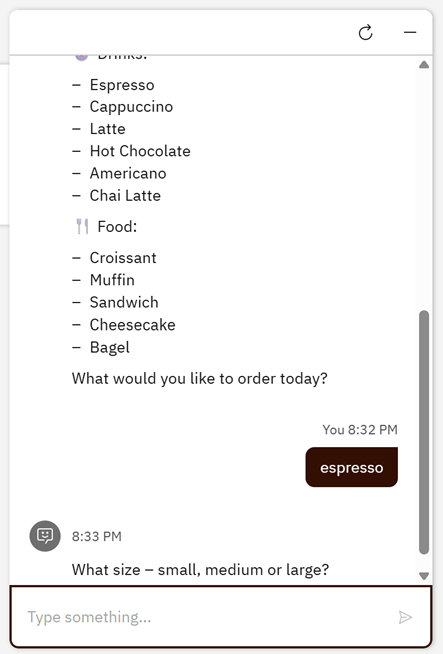 Drinks:
– Espresso
– Cappuccino
– Latte
– Hot Chocolate
– Americano
– Chai Latte
Food:
– Croissant
– Muffin
– Sandwich
– Cheesecake
– Bagel
What would you like to order today?
You 8:32 PM
espresso
8:33 PM
What size – small, medium or large?
Type something...